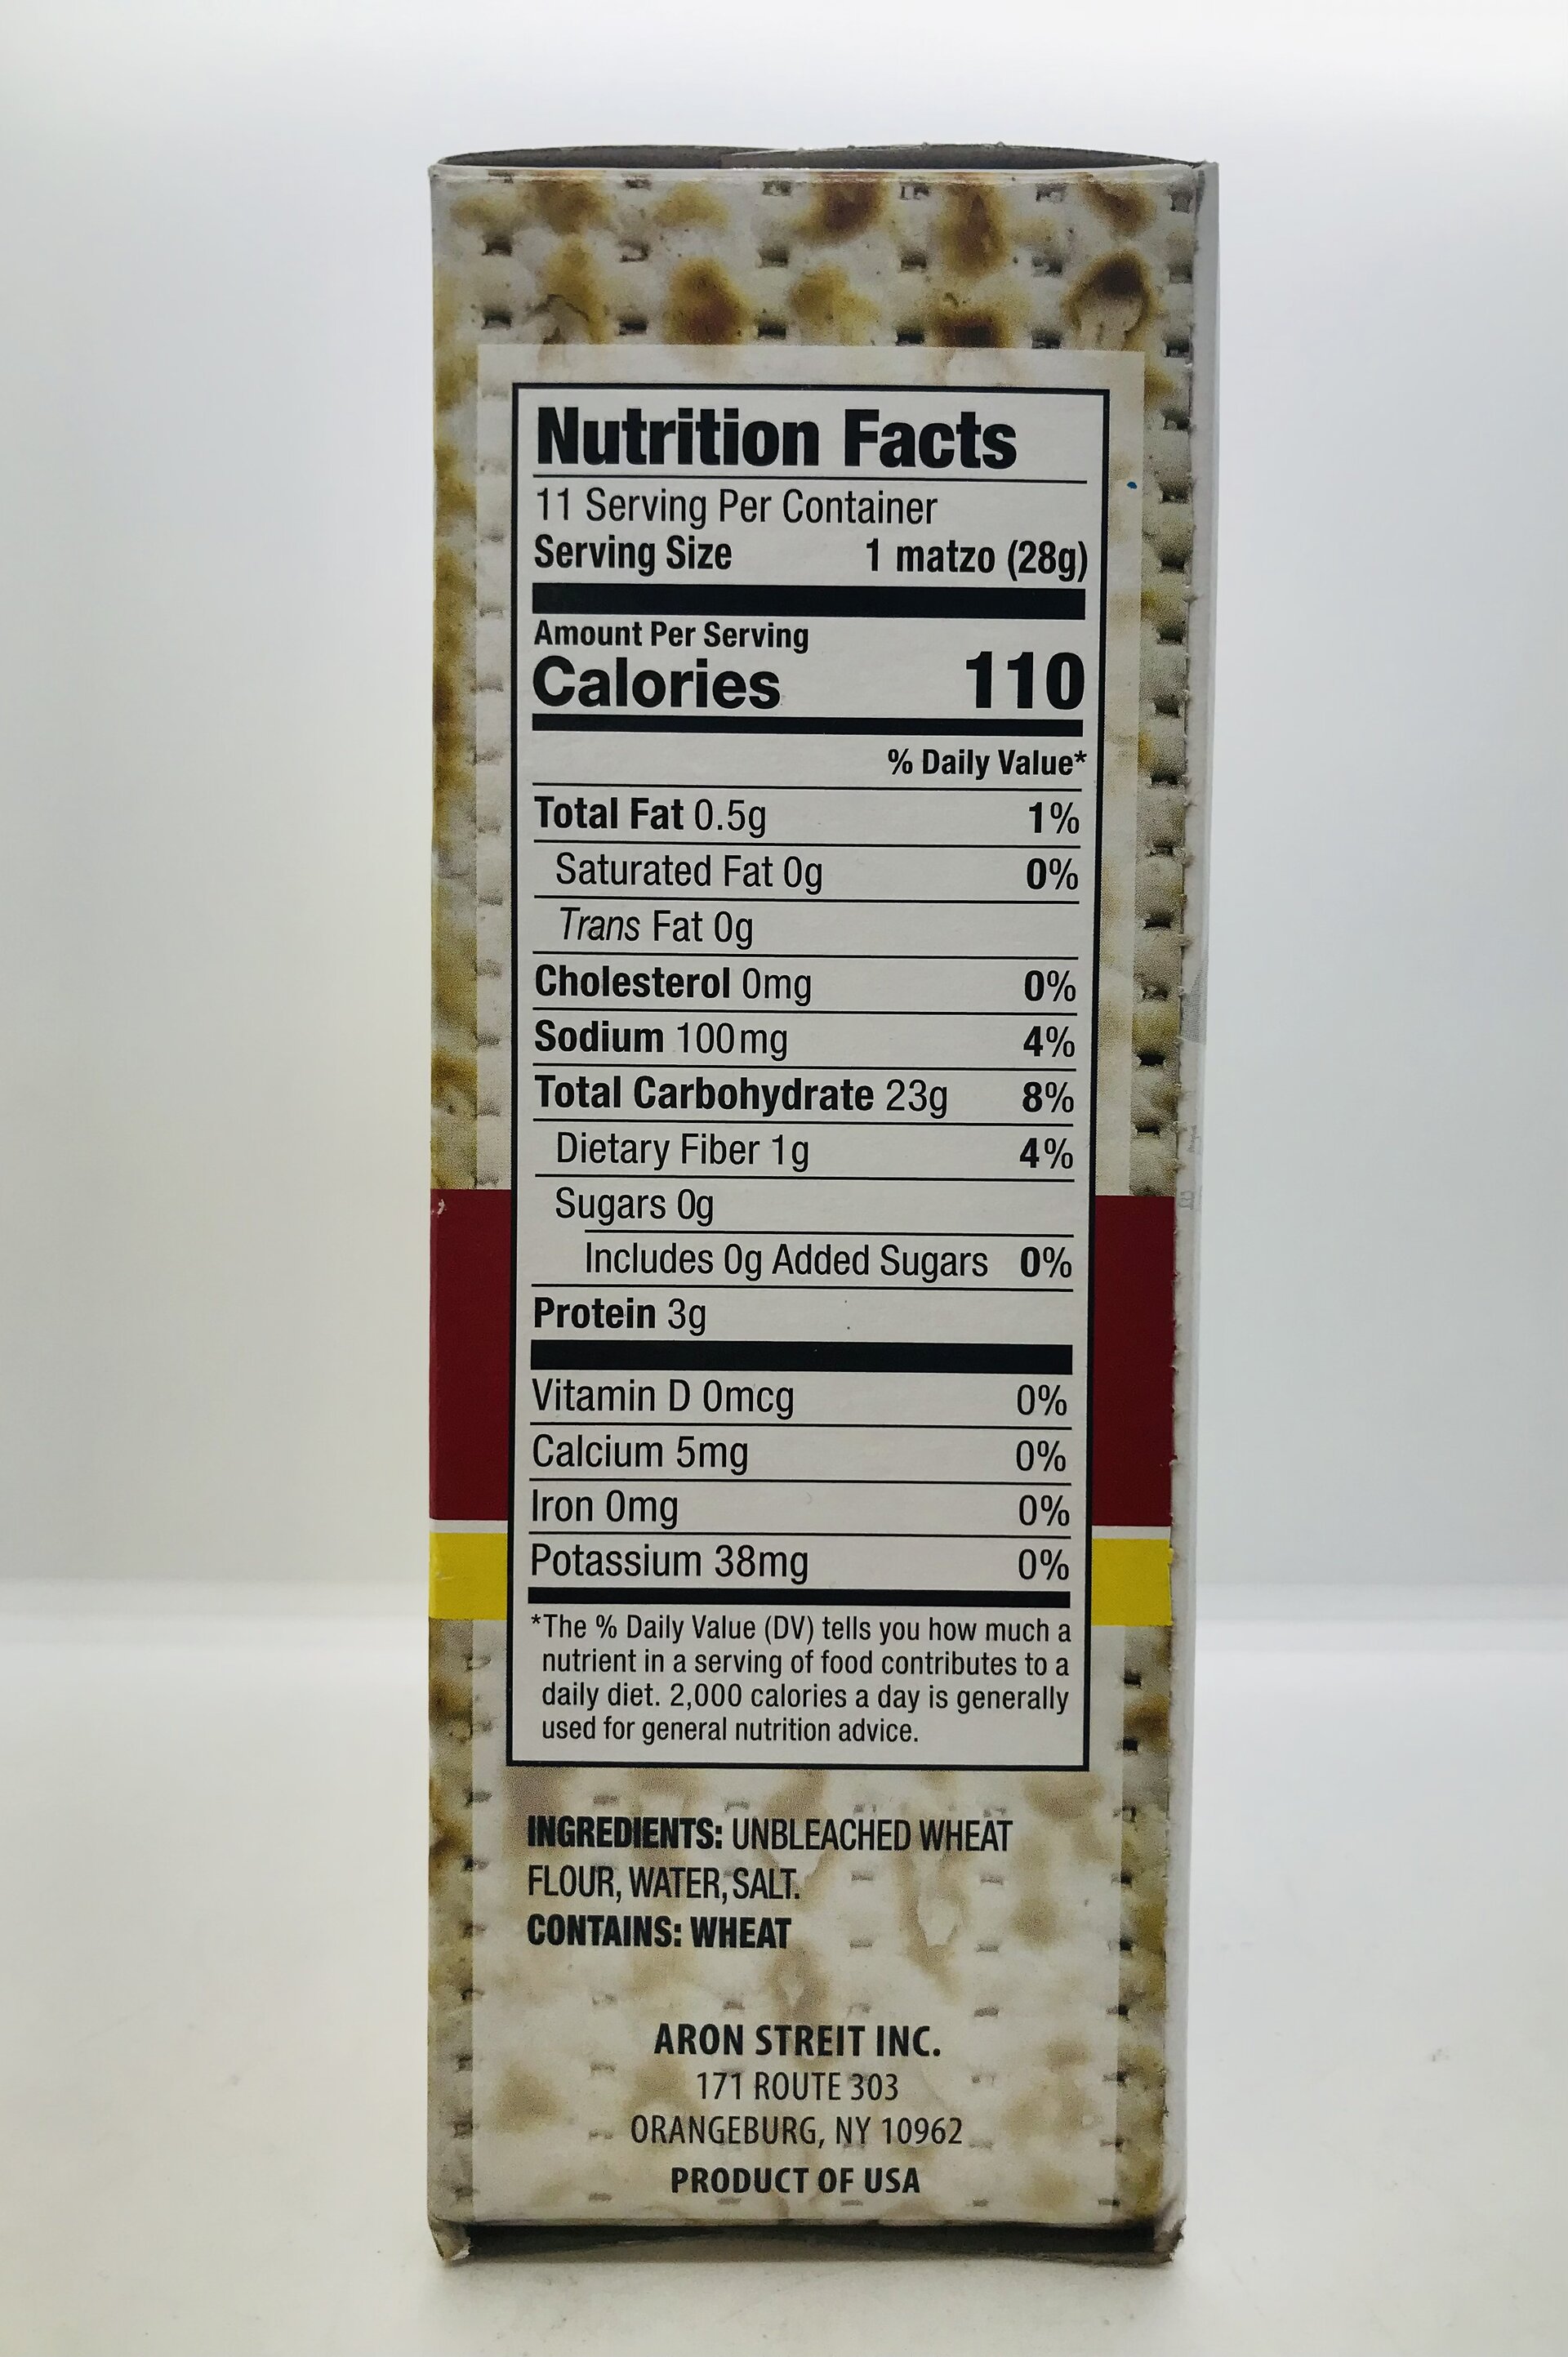 Nutrition Facts
11 Serving Per Container
Serving Size 1 matzo (28g)
Amount Per Serving
Calories 110
% Daily Value*
Total Fat 0.5g 1%
Saturated Fat 0g 0%
Trans Fat 0g
Cholesterol 0mg 0%
Sodium 100mg 4%
Total Carbohydrate 23g 8%
Dietary Fiber 1g 4%
Sugars 0g
Includes 0g Added Sugars 0%
Protein 3g
Vitamin D 0mcg 0%
Calcium 5mg 0%
Iron 0mg 0%
Potassium 38mg 0%
*The % Daily Value (DV) tells you how much a
nutrient in a serving of food contributes to a
daily diet. 2,000 calories a day is generally
used for general nutrition advice.
INGREDIENTS: UNBLEACHED WHEAT
FLOUR, WATER, SALT.
CONTAINS: WHEAT
ARON STREIT INC.
171 ROUTE 303
ORANGEBURG, NY 10962
PRODUCT OF USA